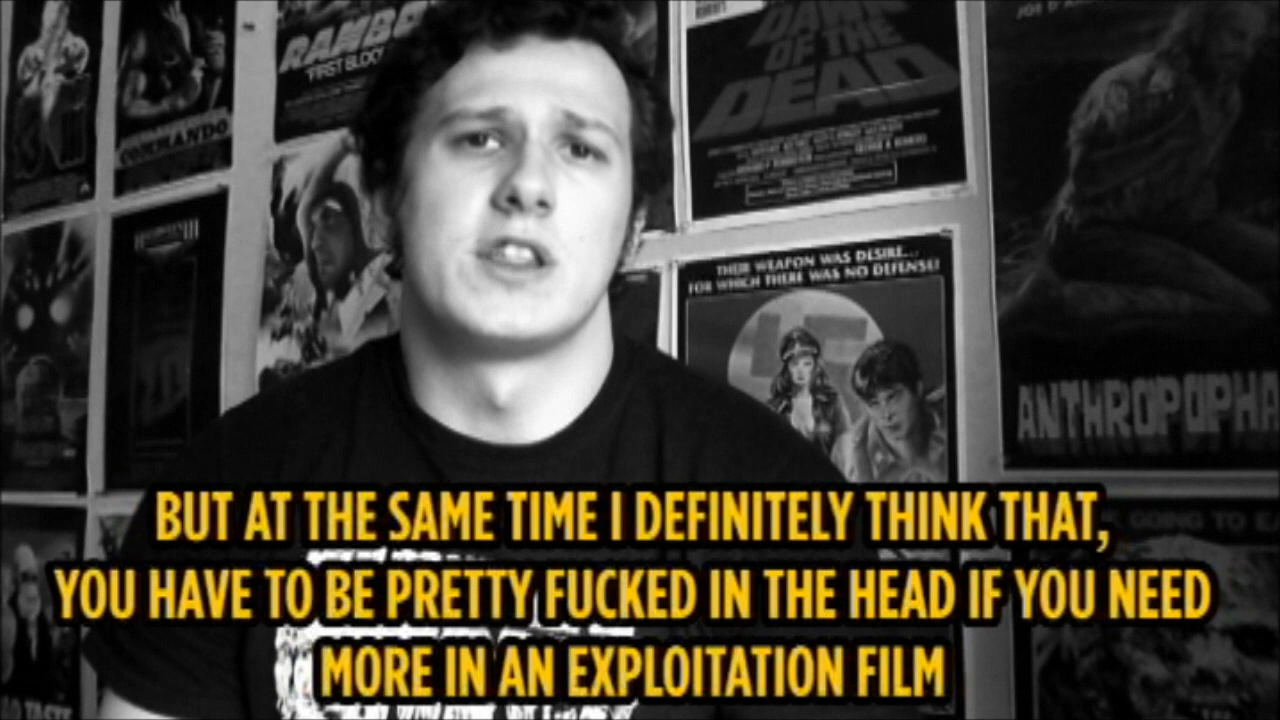 RAMBO
FIRST BLOOD
COMMANDO
DAWN
OF THE
DEAD
THEIR WEAPON WAS DESIRE...
FOR WHICH THERE WAS NO DEFENSE!
ANTHROPOPHA
GOING TO
BUT AT THE SAME TIME I DEFINITELY THINK THAT,
YOU HAVE TO BE PRETTY FUCKED IN THE HEAD IF YOU NEED
MORE IN AN EXPLOITATION FILM